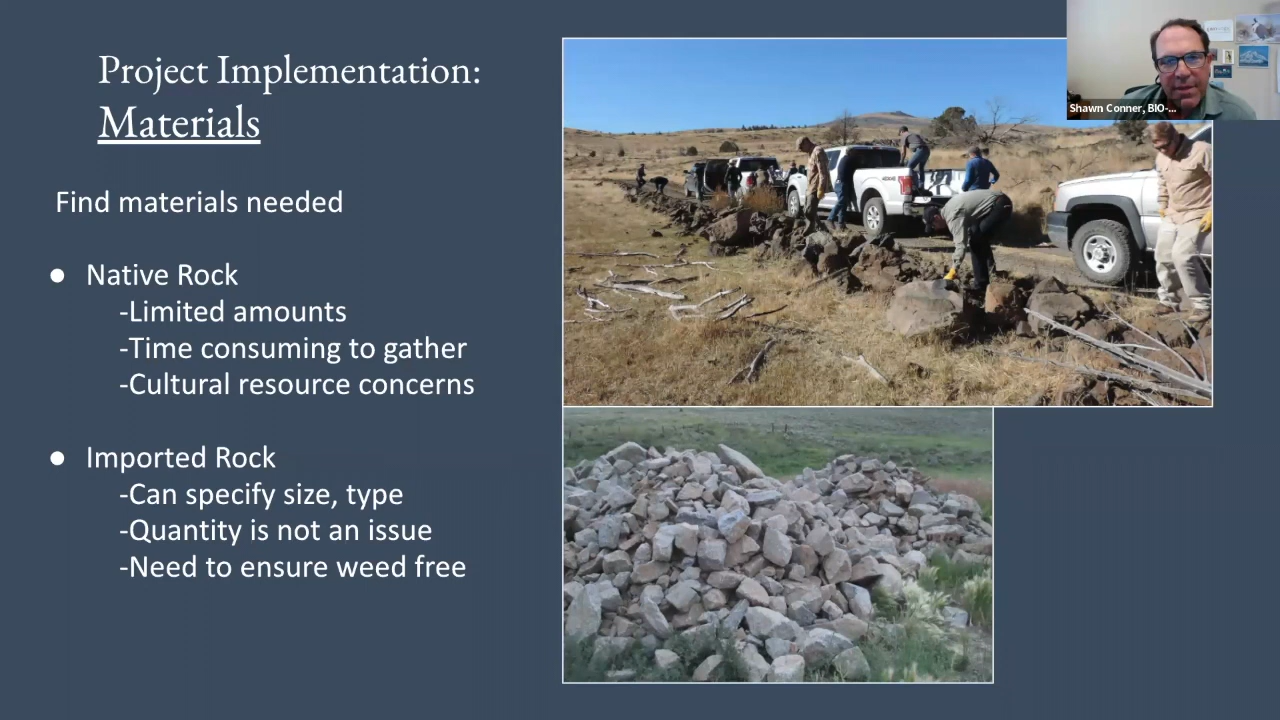 Project Implementation:
Materials
Find materials needed
● Native Rock
-Limited amounts
-Time consuming to gather
-Cultural resource concerns
● Imported Rock
-Can specify size, type
-Quantity is not an issue
-Need to ensure weed free
Shawn Conner, BIO-...